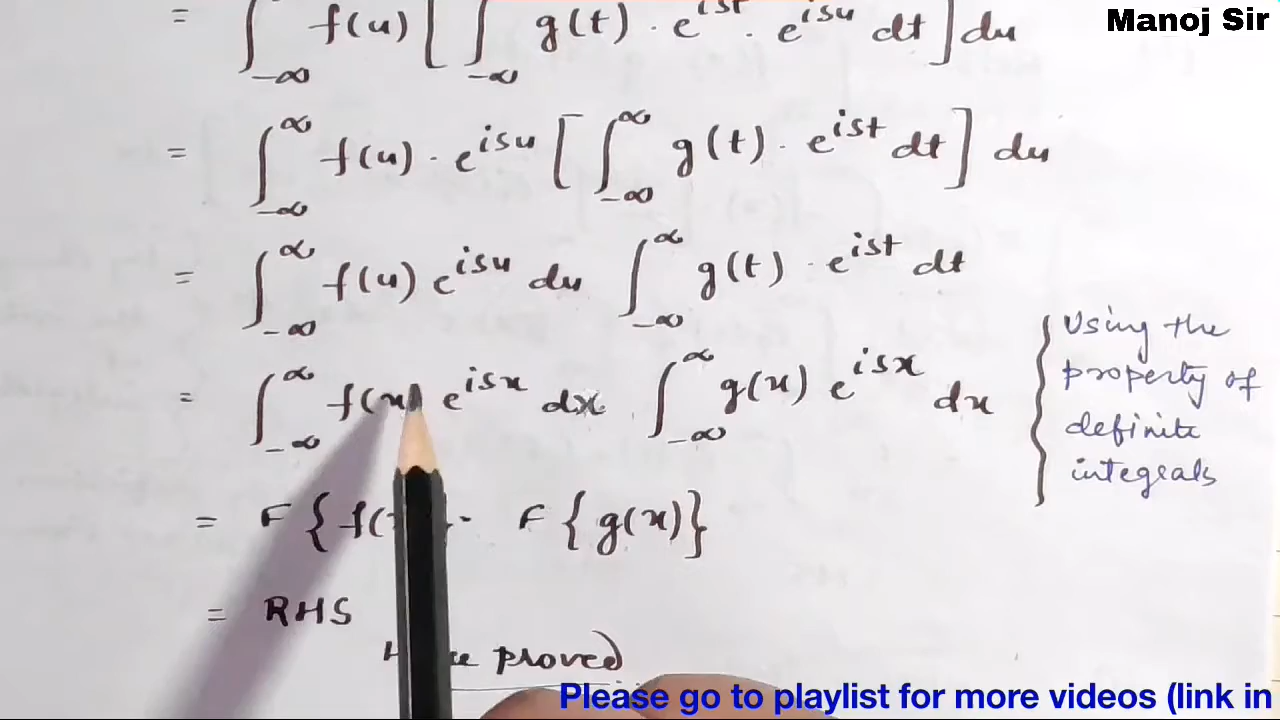 Manoj Sir
= ∫_{-∞} f(u) [ ∫_{-∞} g(t) · e^{ist} · e^{isu} dt ] du
= ∫_{-∞}^{∞} f(u) · e^{isu} [ ∫_{-∞}^{∞} g(t) · e^{ist} dt ] du
= ∫_{-∞}^{∞} f(u) e^{isu} du ∫_{-∞}^{∞} g(t) · e^{ist} dt
= ∫_{-∞}^{∞} f(x) e^{isx} dx ∫_{-∞}^{∞} g(x) e^{isx} dx
Using the
property of
definite
integrals
= F { f( } · F { g(x) }
= RHS
proved
Please go to playlist for more videos (link in